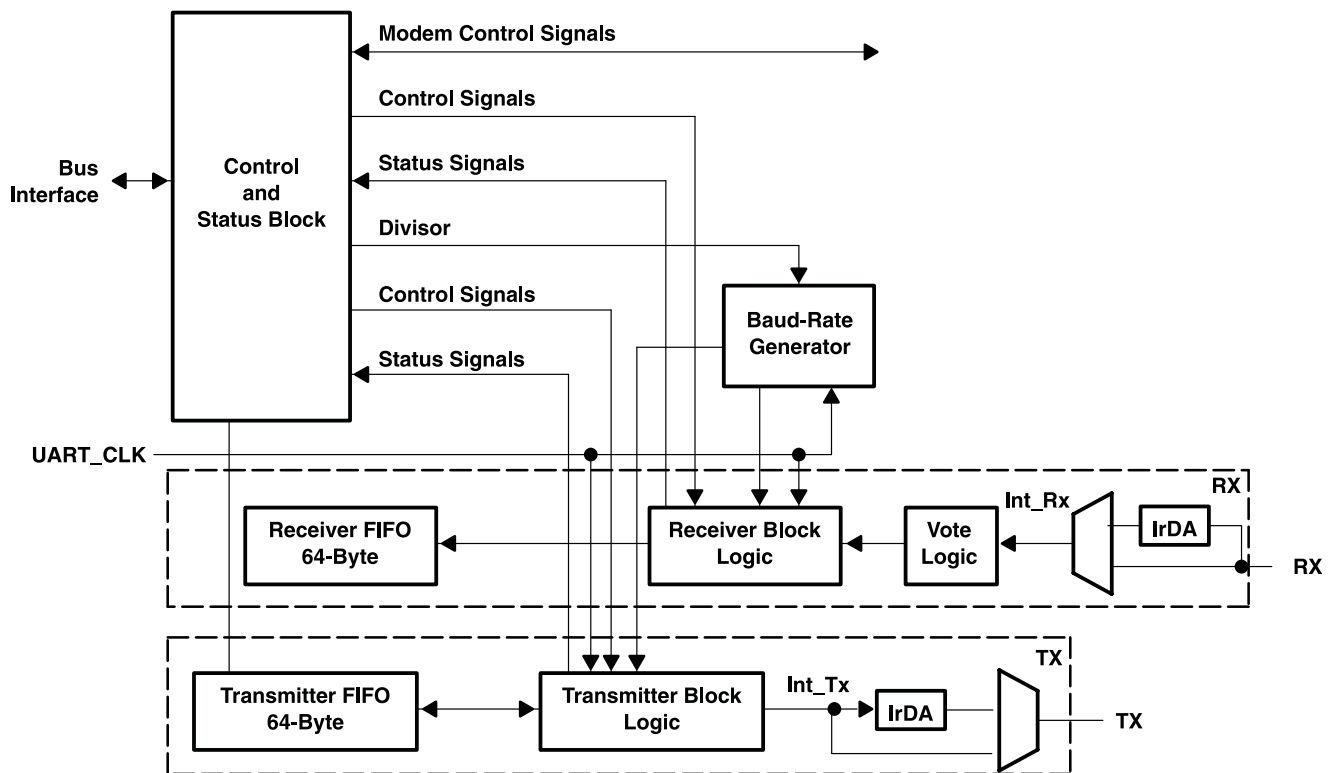 Modem Control Signals
Control Signals
Status Signals
Bus
Interface
Control
and
Status Block
Divisor
Control Signals
Baud-Rate
Generator
Status Signals
UART_CLK
RX
Int_Rx
Receiver FIFO
64-Byte
Receiver Block
Logic
Vote
Logic
IrDA
RX
TX
Transmitter FIFO
64-Byte
Transmitter Block
Logic
Int_Tx
IrDA
TX